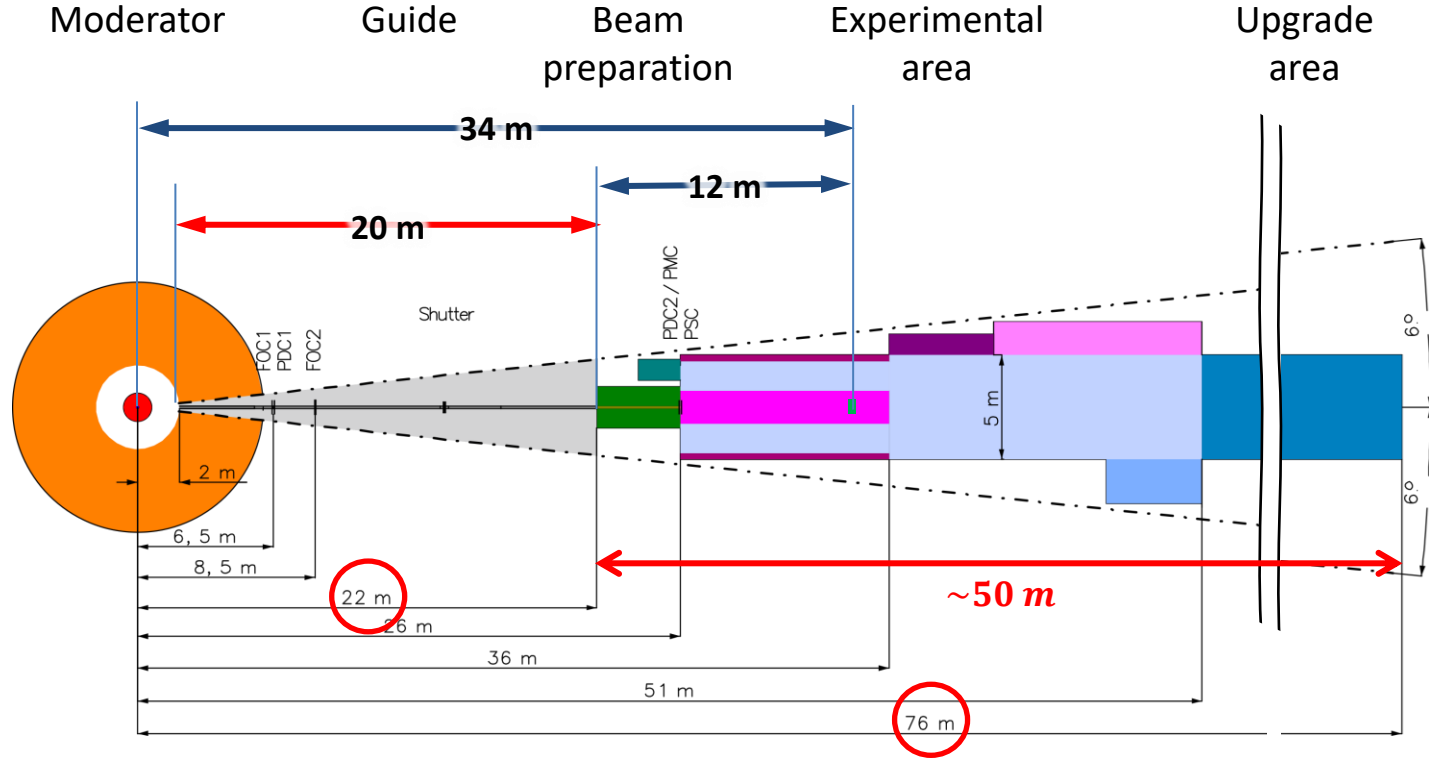 Moderator
Guide
Beam
preparation
Experimental
area
Upgrade
area
34 m
12 m
20 m
Shutter
FOC1
PDC1
FOC2
PDC2 / PMC
PSC
6°
5 m
6°
2 m
6, 5 m
8, 5 m
~50 m
22 m
26 m
36 m
51 m
76 m